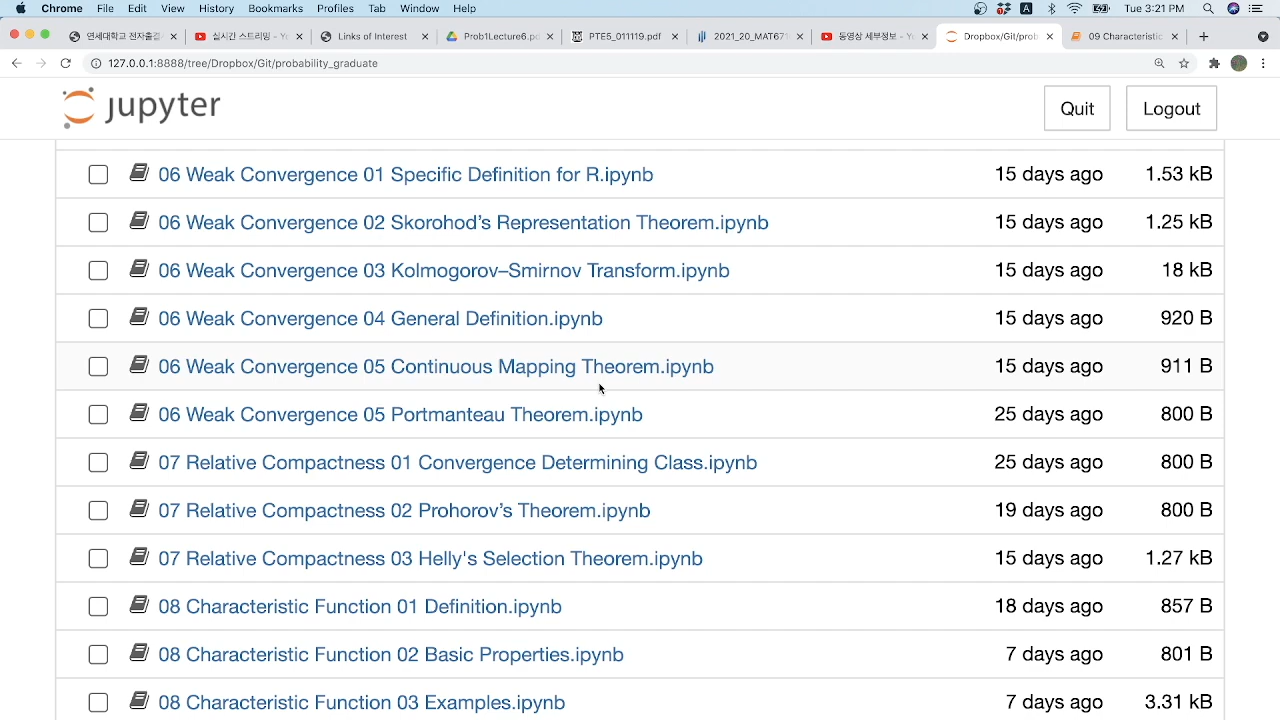 Chrome File Edit View History Bookmarks Profiles Tab Window Help Tue 3:21 PM
연세대학교 전자출결 실시간 스트리밍 - Links of Interest Prob1Lecture6.p PTE5_011119.pdf 2021_20_MAT67 동영상 세부정보 - Dropbox/Git/prob 09 Characteristic
127.0.0.1:8888/tree/Dropbox/Git/probability_graduate
jupyter Quit Logout
06 Weak Convergence 01 Specific Definition for R.ipynb 15 days ago 1.53 kB
06 Weak Convergence 02 Skorohod’s Representation Theorem.ipynb 15 days ago 1.25 kB
06 Weak Convergence 03 Kolmogorov–Smirnov Transform.ipynb 15 days ago 18 kB
06 Weak Convergence 04 General Definition.ipynb 15 days ago 920 B
06 Weak Convergence 05 Continuous Mapping Theorem.ipynb 15 days ago 911 B
06 Weak Convergence 05 Portmanteau Theorem.ipynb 25 days ago 800 B
07 Relative Compactness 01 Convergence Determining Class.ipynb 25 days ago 800 B
07 Relative Compactness 02 Prohorov’s Theorem.ipynb 19 days ago 800 B
07 Relative Compactness 03 Helly's Selection Theorem.ipynb 15 days ago 1.27 kB
08 Characteristic Function 01 Definition.ipynb 18 days ago 857 B
08 Characteristic Function 02 Basic Properties.ipynb 7 days ago 801 B
08 Characteristic Function 03 Examples.ipynb 7 days ago 3.31 kB